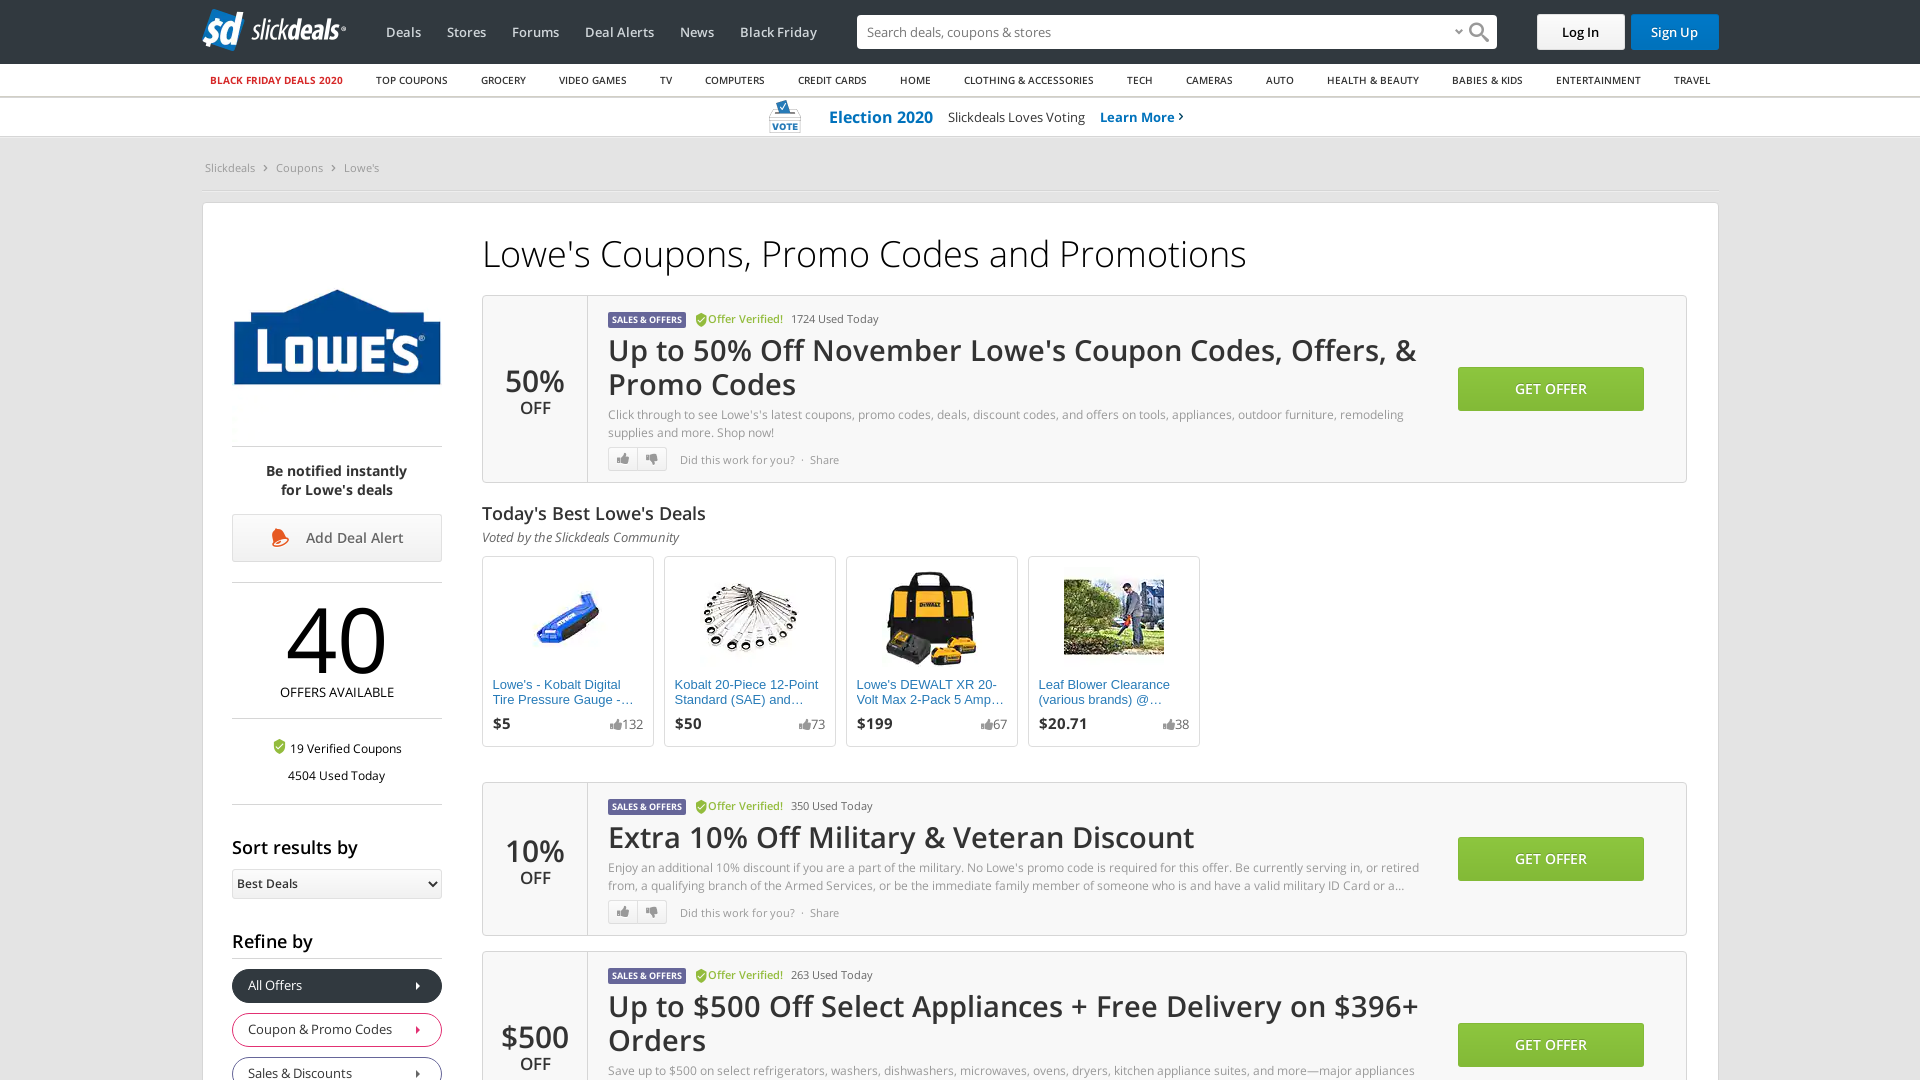 sd slickdeals
Deals Stores Forums Deal Alerts News Black Friday
Search deals, coupons & stores
Log In
Sign Up
BLACK FRIDAY DEALS 2020 TOP COUPONS GROCERY VIDEO GAMES TV COMPUTERS CREDIT CARDS HOME CLOTHING & ACCESSORIES TECH CAMERAS AUTO HEALTH & BEAUTY BABIES & KIDS ENTERTAINMENT TRAVEL
VOTE Election 2020 Slickdeals Loves Voting Learn More
Slickdeals > Coupons > Lowe's
LOWE'S®
Be notified instantly
for Lowe's deals
Add Deal Alert
40
OFFERS AVAILABLE
19 Verified Coupons
4504 Used Today
Sort results by
Best Deals
Refine by
All Offers
Coupon & Promo Codes
Sales & Discounts
Lowe's Coupons, Promo Codes and Promotions
50%
OFF
SALES & OFFERS Offer Verified! 1724 Used Today
Up to 50% Off November Lowe's Coupon Codes, Offers, &
Promo Codes
Click through to see Lowe's's latest coupons, promo codes, deals, discount codes, and offers on tools, appliances, outdoor furniture, remodeling
supplies and more. Shop now!
Did this work for you? · Share
GET OFFER
Today's Best Lowe's Deals
Voted by the Slickdeals Community
Lowe's - Kobalt Digital
Tire Pressure Gauge -…
$5 132
Kobalt 20-Piece 12-Point
Standard (SAE) and…
$50 73
DEWALT
Lowe's DEWALT XR 20-
Volt Max 2-Pack 5 Amp…
$199 67
Leaf Blower Clearance
(various brands) @…
$20.71 38
10%
OFF
SALES & OFFERS Offer Verified! 350 Used Today
Extra 10% Off Military & Veteran Discount
Enjoy an additional 10% discount if you are a part of the military. No Lowe's promo code is required for this offer. Be currently serving in, or retired
from, a qualifying branch of the Armed Services, or be the immediate family member of someone who is and have a valid military ID Card or a…
Did this work for you? · Share
GET OFFER
$500
OFF
SALES & OFFERS Offer Verified! 263 Used Today
Up to $500 Off Select Appliances + Free Delivery on $396+
Orders
Save up to $500 on select refrigerators, washers, dishwashers, microwaves, ovens, dryers, kitchen appliance suites, and more—major appliances
GET OFFER